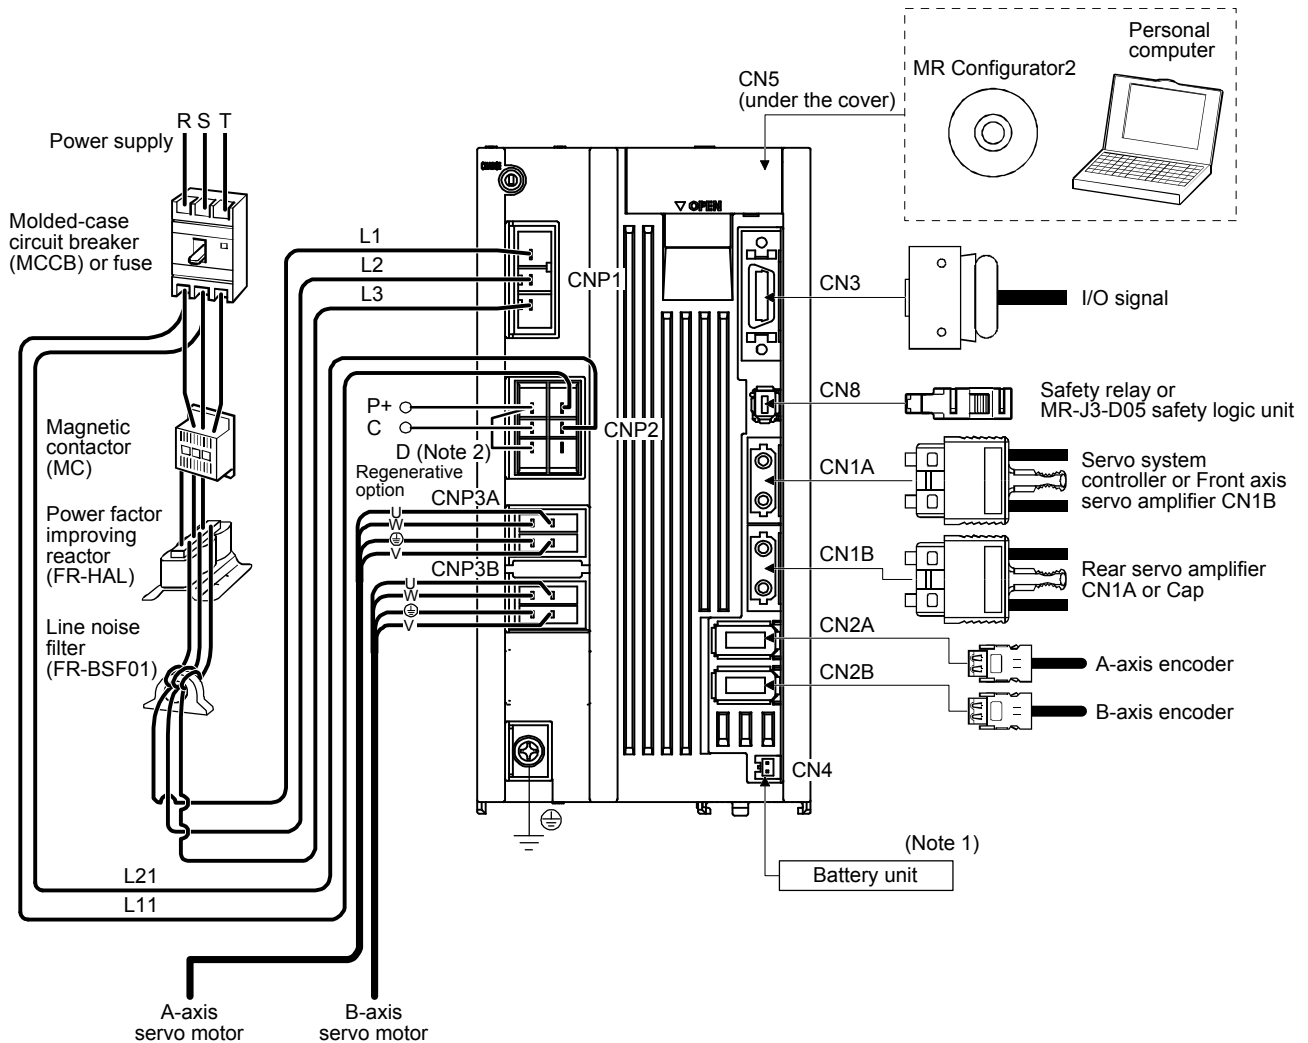 Personal
computer
MR Configurator2
CN5
(under the cover)
R S T
Power supply
Molded-case
circuit breaker
(MCCB) or fuse
CHARGE
▽ OPEN
L1
L2
L3
CNP1
CN3
I/O signal
P+
C
D (Note 2)
Regenerative
option
CNP2
CN8
Safety relay or
MR-J3-D05 safety logic unit
Magnetic
contactor
(MC)
CN1A
Servo system
controller or Front axis
servo amplifier CN1B
CNP3A
U
W
V
Power factor
improving
reactor
(FR-HAL)
CN1B
Rear servo amplifier
CN1A or Cap
CNP3B
U
W
V
Line noise
filter
(FR-BSF01)
CN2A
A-axis encoder
CN2B
B-axis encoder
CN4
(Note 1)
Battery unit
L21
L11
A-axis
servo motor
B-axis
servo motor